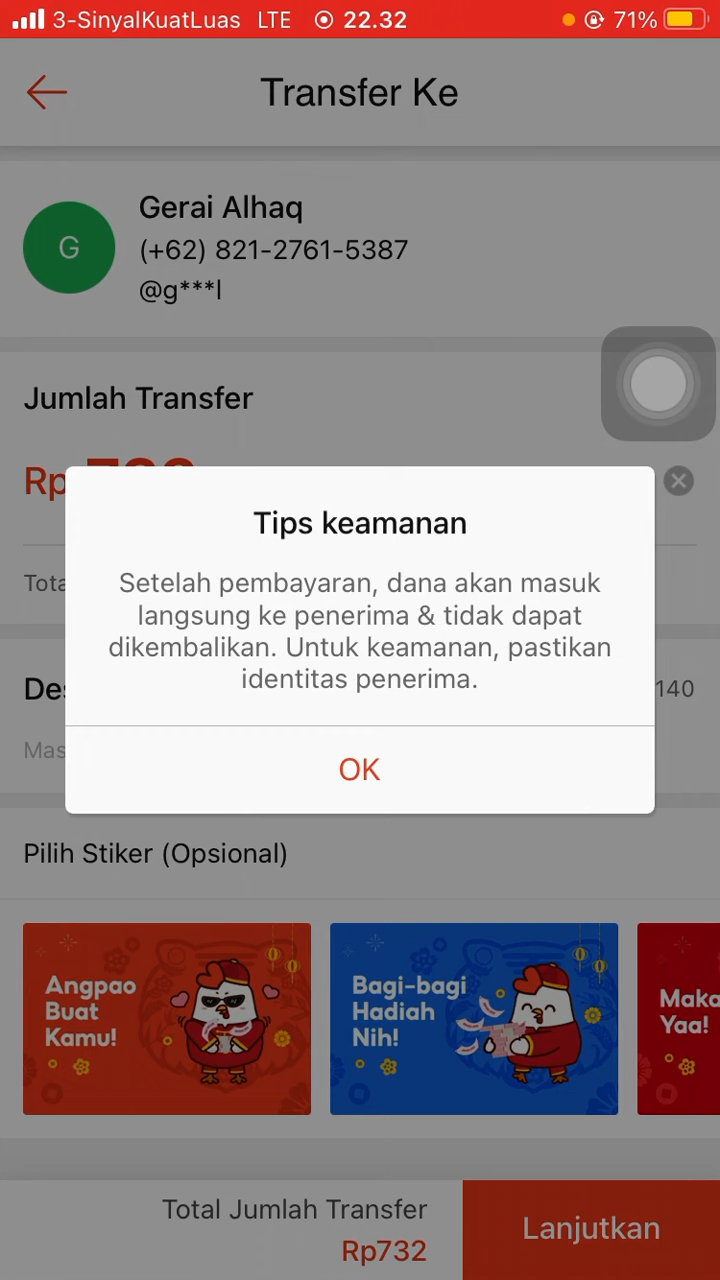 3-SinyalKuatLuas LTE 22.32 71%
Transfer Ke
G
Gerai Alhaq
(+62) 821-2761-5387
@g***l
Jumlah Transfer
Rp
Tips keamanan
Setelah pembayaran, dana akan masuk
langsung ke penerima & tidak dapat
dikembalikan. Untuk keamanan, pastikan
identitas penerima.
OK
140
Pilih Stiker (Opsional)
Angpao
Buat
Kamu!
Bagi-bagi
Hadiah
Nih!
Yaa!
Total Jumlah Transfer
Rp732
Lanjutkan